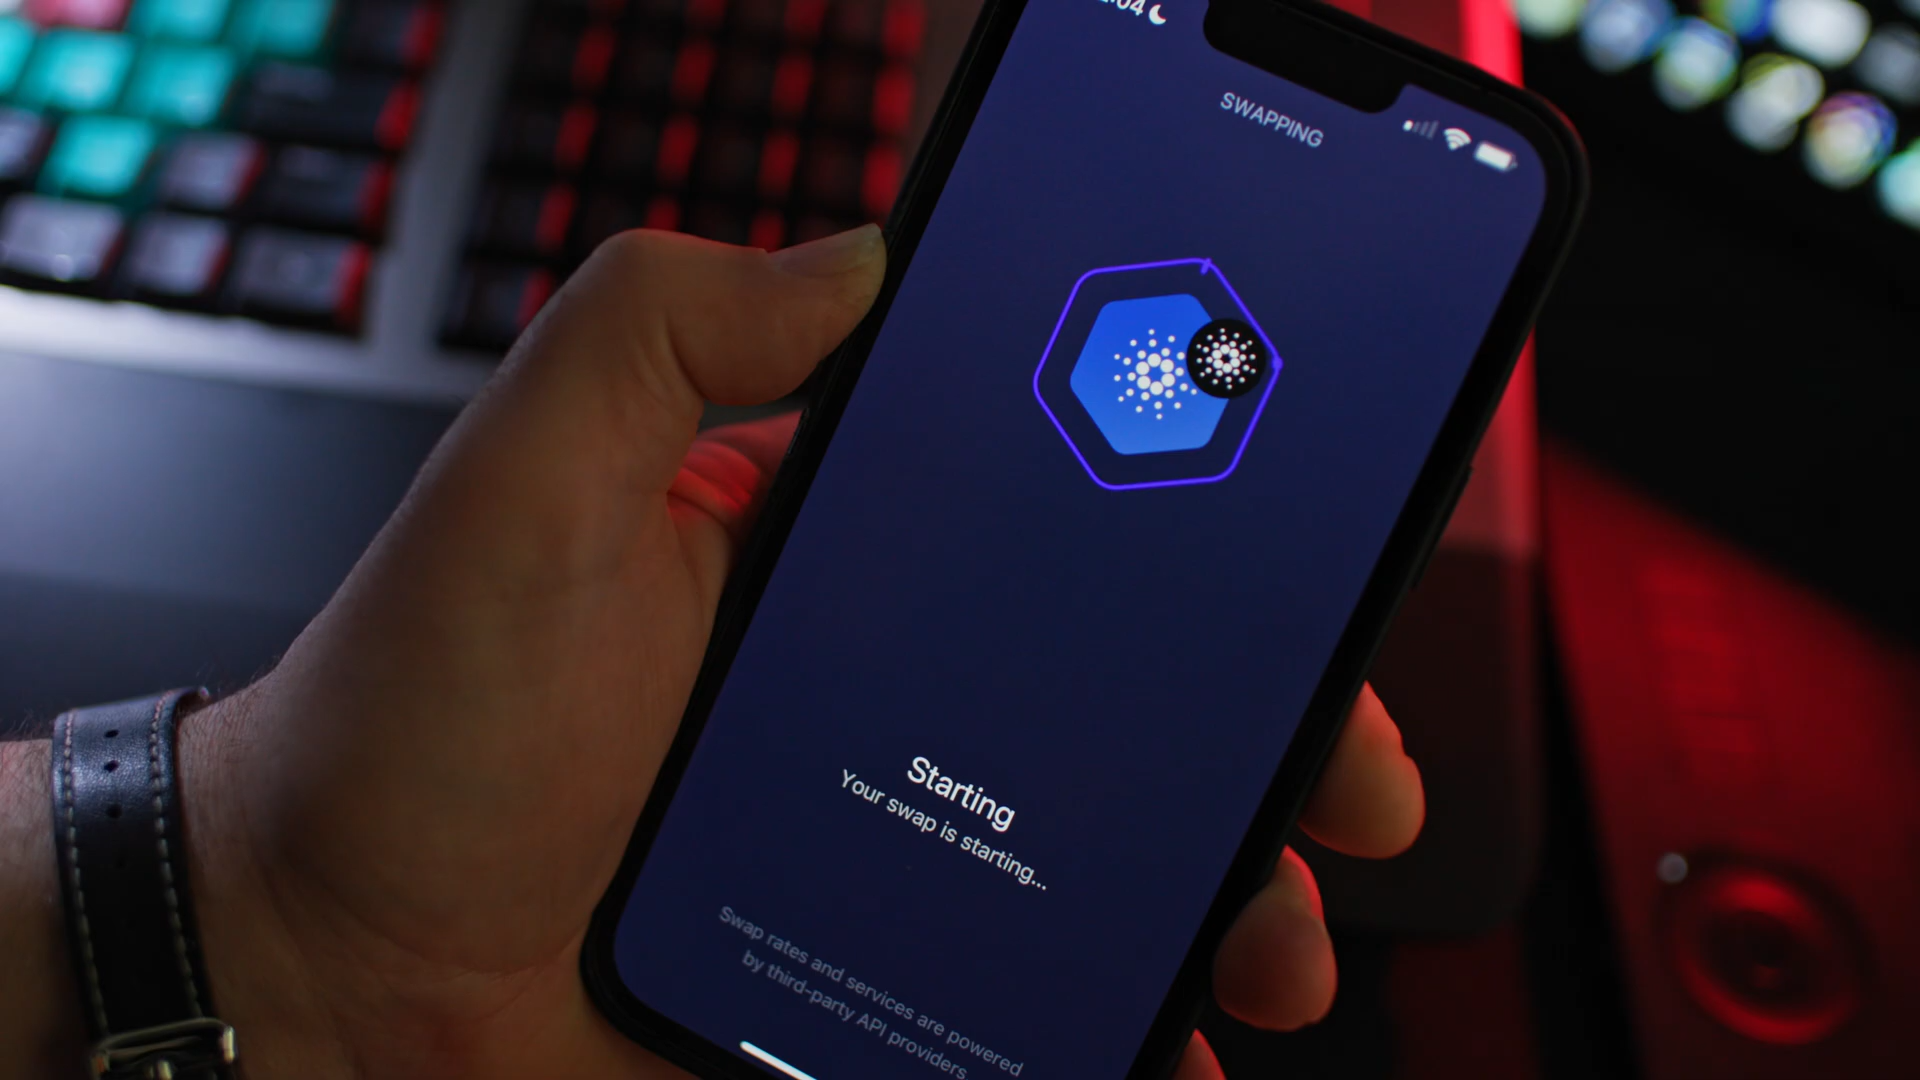 SWAPPING
Starting
Your swap is starting...
Swap rates and services are powered
by third-party API providers.